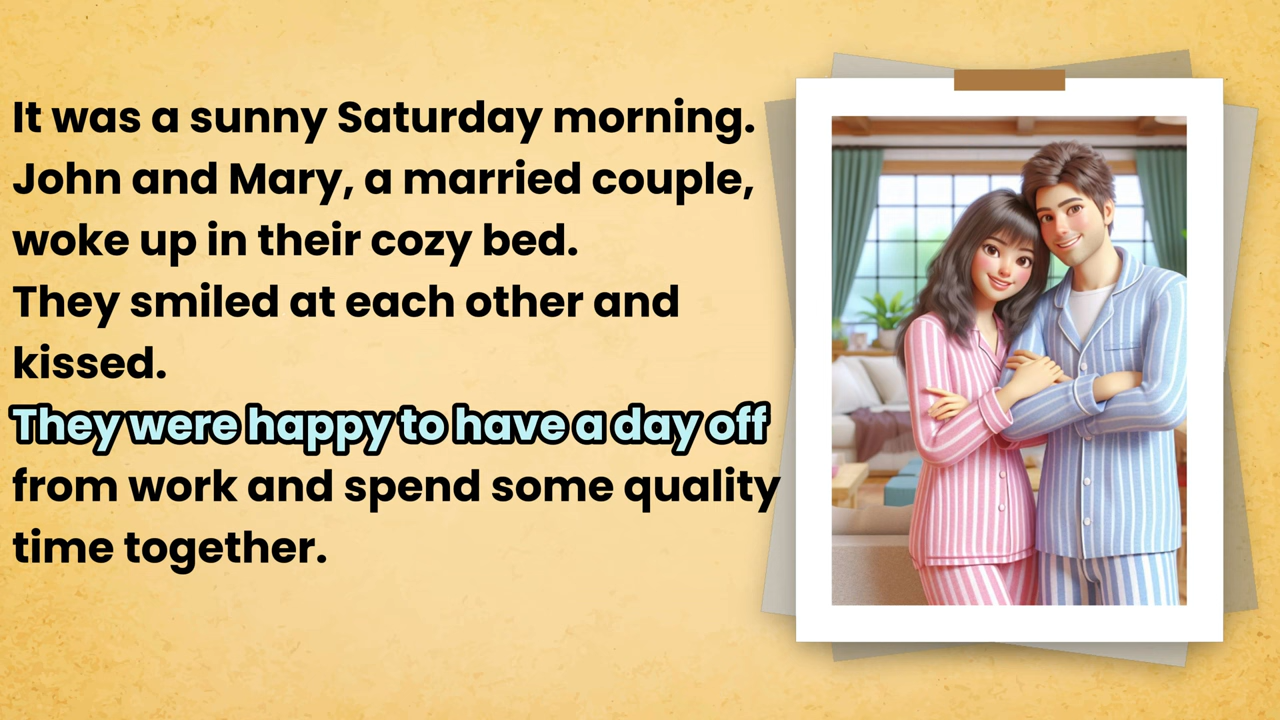 It was a sunny Saturday morning.
John and Mary, a married couple,
woke up in their cozy bed.
They smiled at each other and
kissed.
They were happy to have a day off
from work and spend some quality
time together.